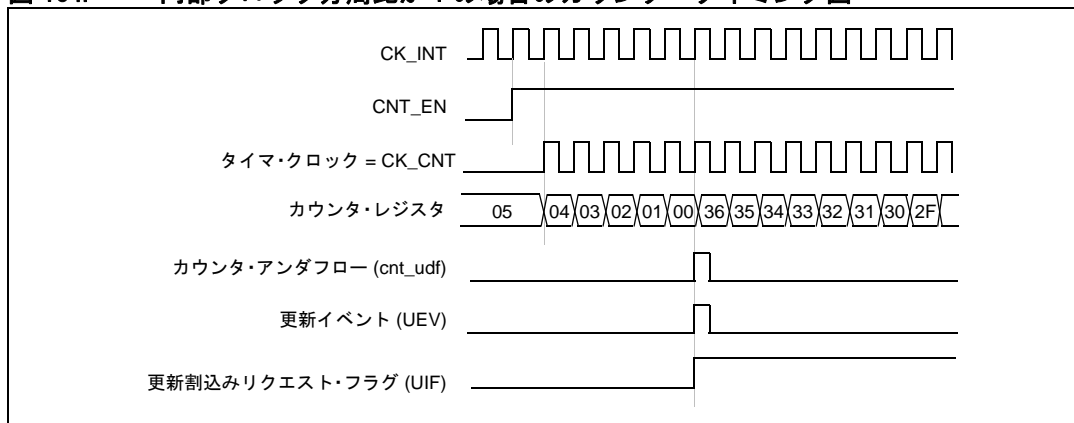 CK_INT
CNT_EN
タイマ・クロック = CK_CNT
カウンタ・レジスタ 05 04 03 02 01 00 36 35 34 33 32 31 30 2F
カウンタ・アンダフロー (cnt_udf)
更新イベント (UEV)
更新割込みリクエスト・フラグ (UIF)